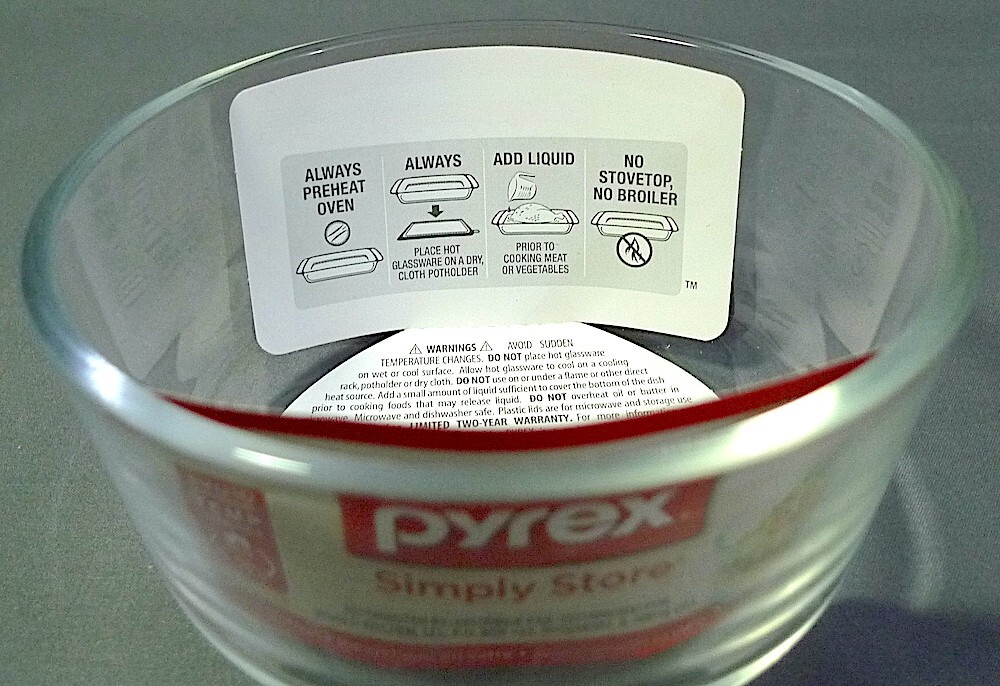 ALWAYS
PREHEAT
OVEN
ALWAYS
PLACE HOT
GLASSWARE ON A DRY,
CLOTH POTHOLDER
ADD LIQUID
PRIOR TO
COOKING MEAT
OR VEGETABLES
NO
STOVETOP,
NO BROILER
TM
WARNINGS AVOID SUDDEN
TEMPERATURE CHANGES. DO NOT place hot glassware
on wet or cool surface. Allow hot glassware to cool on a cooling
rack, potholder or dry cloth. DO NOT use on or under a flame or other direct
heat source. Add a small amount of liquid sufficient to cover the bottom of the dish
prior to cooking foods that may release liquid. DO NOT overheat oil or butter in
Microwave and dishwasher safe. Plastic lids are for microwave and storage use
LIMITED TWO-YEAR WARRANTY. For more
pyrex
Simply Store